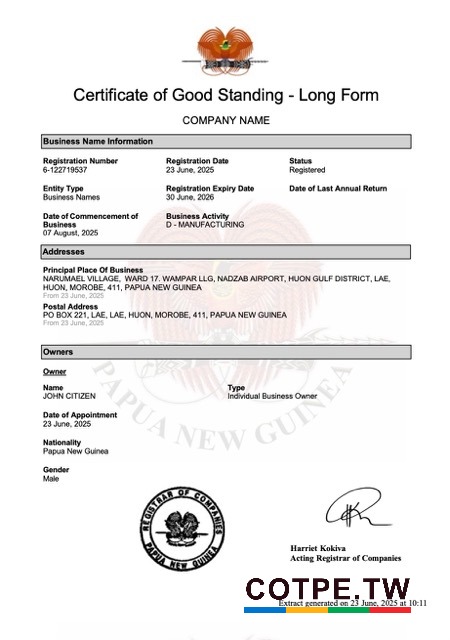 Certificate of Good Standing - Long Form
COMPANY NAME
Business Name Information
Registration Number Registration Date Status
6-122719537 23 June, 2025 Registered
Entity Type Registration Expiry Date Date of Last Annual Return
Business Names 30 June, 2026
Date of Commencement of Business Activity
Business D - MANUFACTURING
07 August, 2025
Addresses
Principal Place Of Business
NARUMAEL VILLAGE, WARD 17. WAMPAR LLG, NADZAB AIRPORT, HUON GULF DISTRICT, LAE,
HUON, MOROBE, 411, PAPUA NEW GUINEA
From 23 June, 2025
Postal Address
PO BOX 221, LAE, LAE, HUON, MOROBE, 411, PAPUA NEW GUINEA
From 23 June, 2025
Owners
Owner
Name Type
JOHN CITIZEN Individual Business Owner
Date of Appointment
23 June, 2025
Nationality
Papua New Guinea
Gender
Male
PAPUA NEW GUINEA
REGISTRAR OF COMPANIES
PAPUA NEW GUINEA
Harriet Kokiva
Acting Registrar of Companies
COTPE.TW
Extract generated on 23 June, 2025 at 10:11